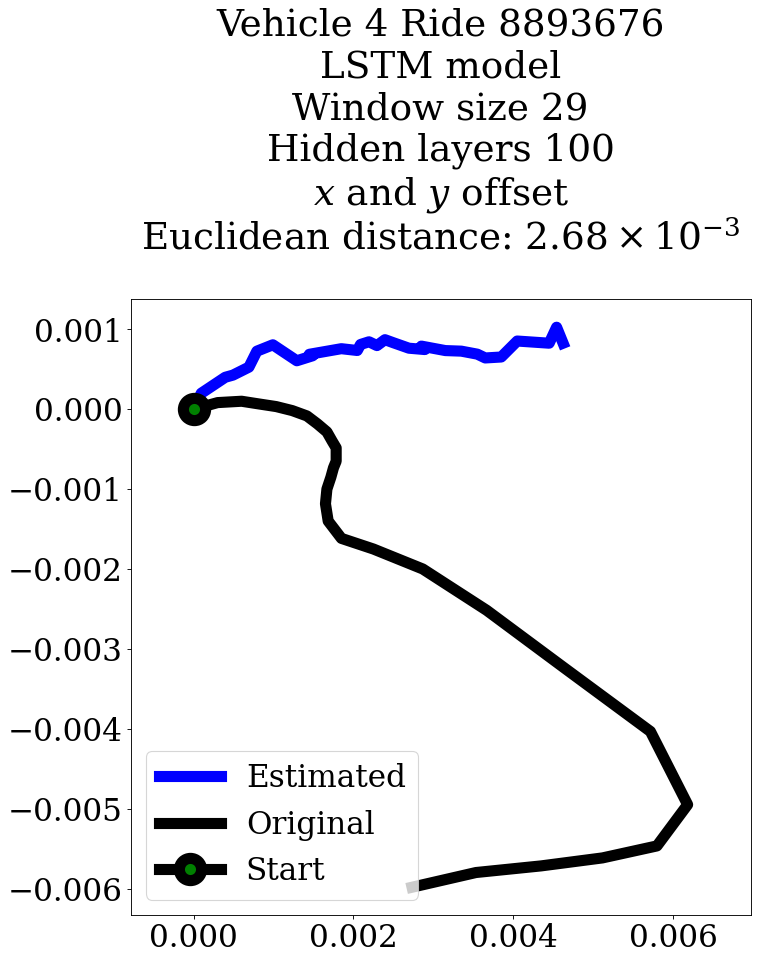 Vehicle 4 Ride 8893676
LSTM model
Window size 29
Hidden layers 100
x and y offset
Euclidean distance: 2.68 × 10⁻³
0.001
0.000
−0.001
−0.002
−0.003
−0.004
−0.005
−0.006
Estimated
Original
Start
0.000 0.002 0.004 0.006